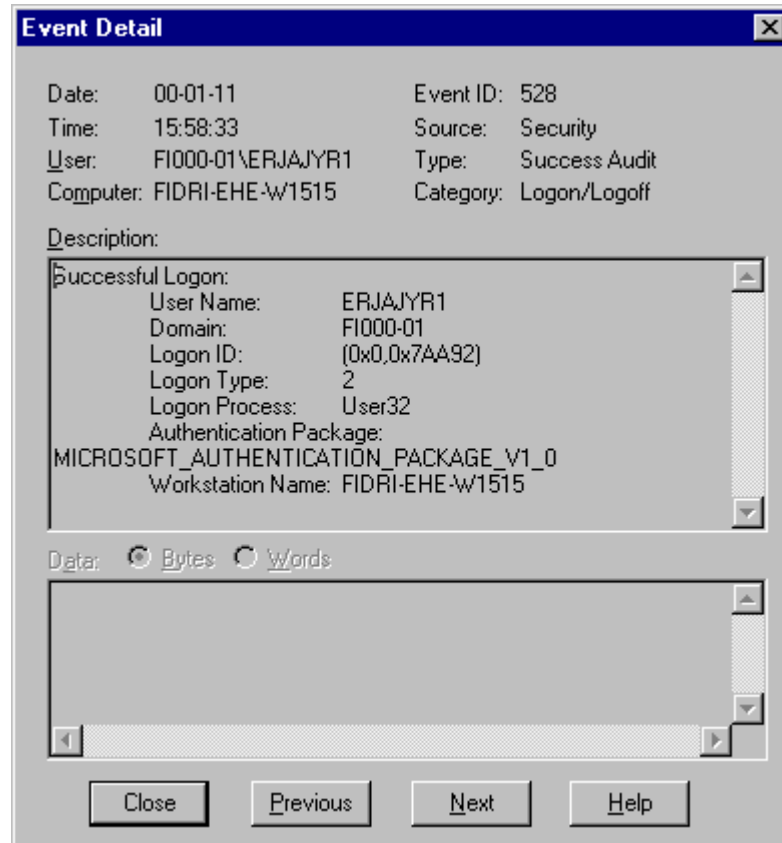 Event Detail
Date: 00-01-11 Event ID: 528
Time: 15:58:33 Source: Security
User: FI000-01\ERJAJYR1 Type: Success Audit
Computer: FIDRI-EHE-W1515 Category: Logon/Logoff
Description:
Successful Logon:
User Name: ERJAJYR1
Domain: FI000-01
Logon ID: (0x0,0x7AA92)
Logon Type: 2
Logon Process: User32
Authentication Package:
MICROSOFT_AUTHENTICATION_PACKAGE_V1_0
Workstation Name: FIDRI-EHE-W1515
Data: Bytes Words
Close Previous Next Help